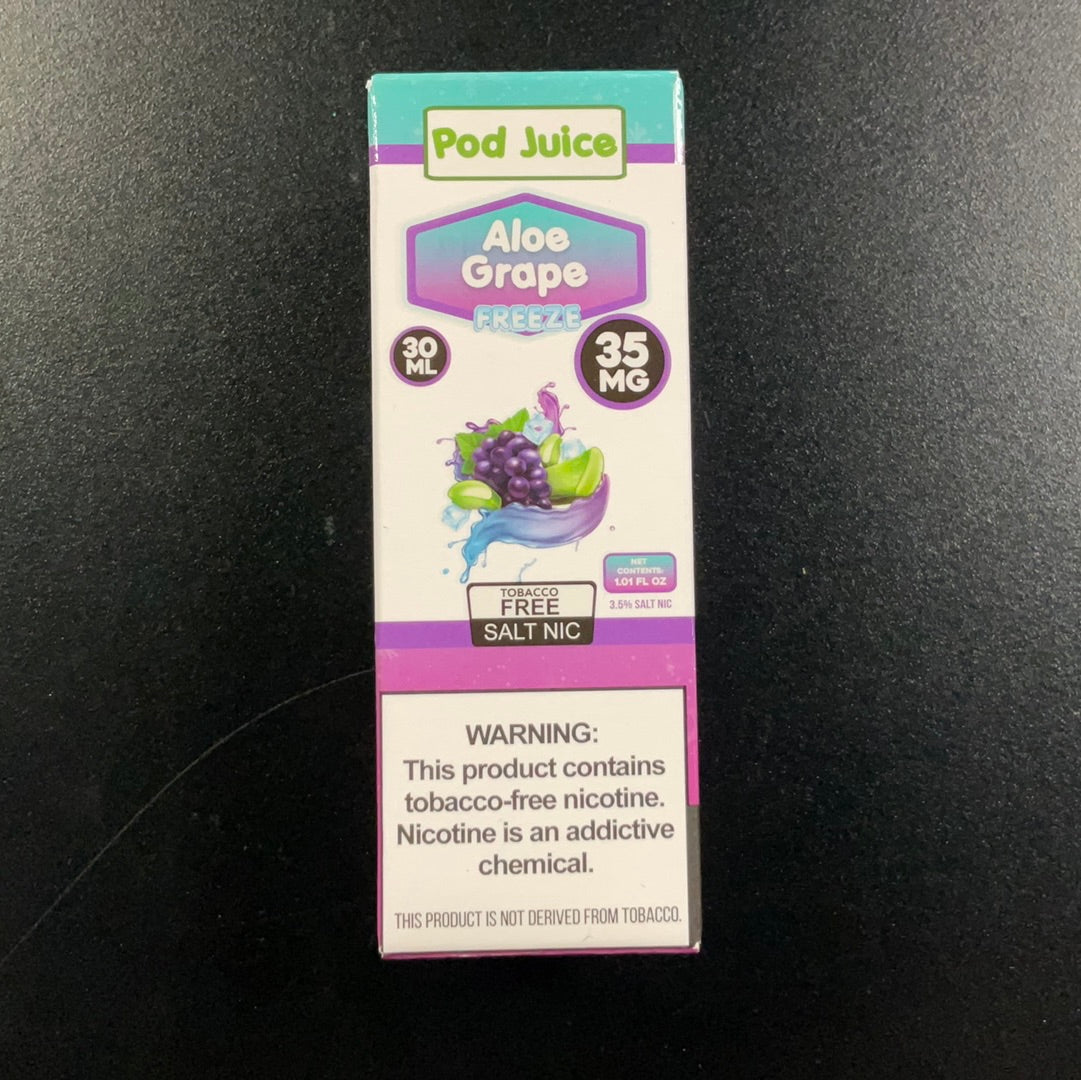 Pod Juice
Aloe
Grape
FREEZE
30
ML
35
MG
NET
CONTENTS:
1.01 FL OZ
3.5% SALT NIC
TOBACCO
FREE
SALT NIC
WARNING:
This product contains
tobacco-free nicotine.
Nicotine is an addictive
chemical.
THIS PRODUCT IS NOT DERIVED FROM TOBACCO.